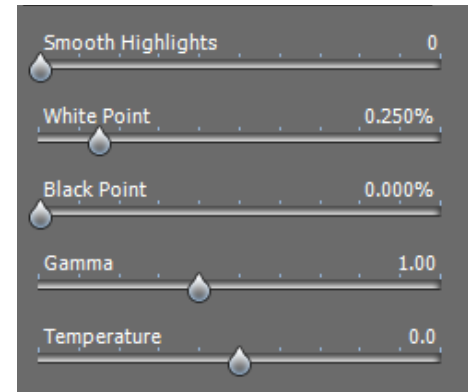 Smooth Highlights 0
White Point 0.250%
Black Point 0.000%
Gamma 1.00
Temperature 0.0